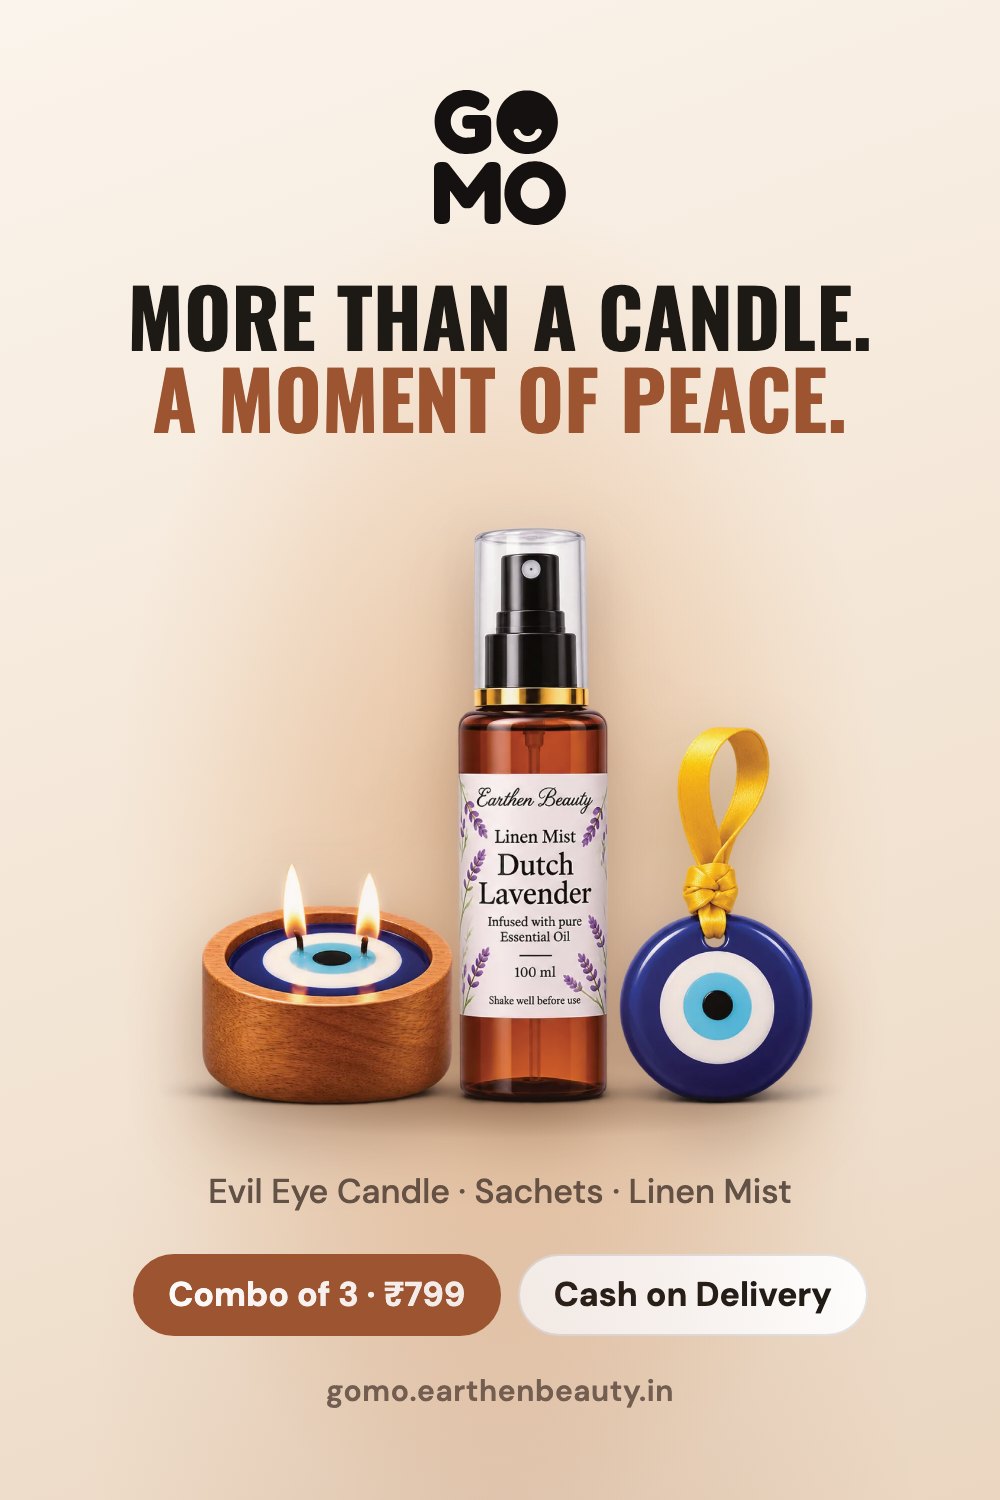 GO
MO
MORE THAN A CANDLE.
A MOMENT OF PEACE.
Earthen Beauty
Linen Mist
Dutch
Lavender
Infused with pure
Essential Oil
100 ml
Shake well before use
Evil Eye Candle · Sachets · Linen Mist
Combo of 3 · ₹799
Cash on Delivery
gomo.earthenbeauty.in